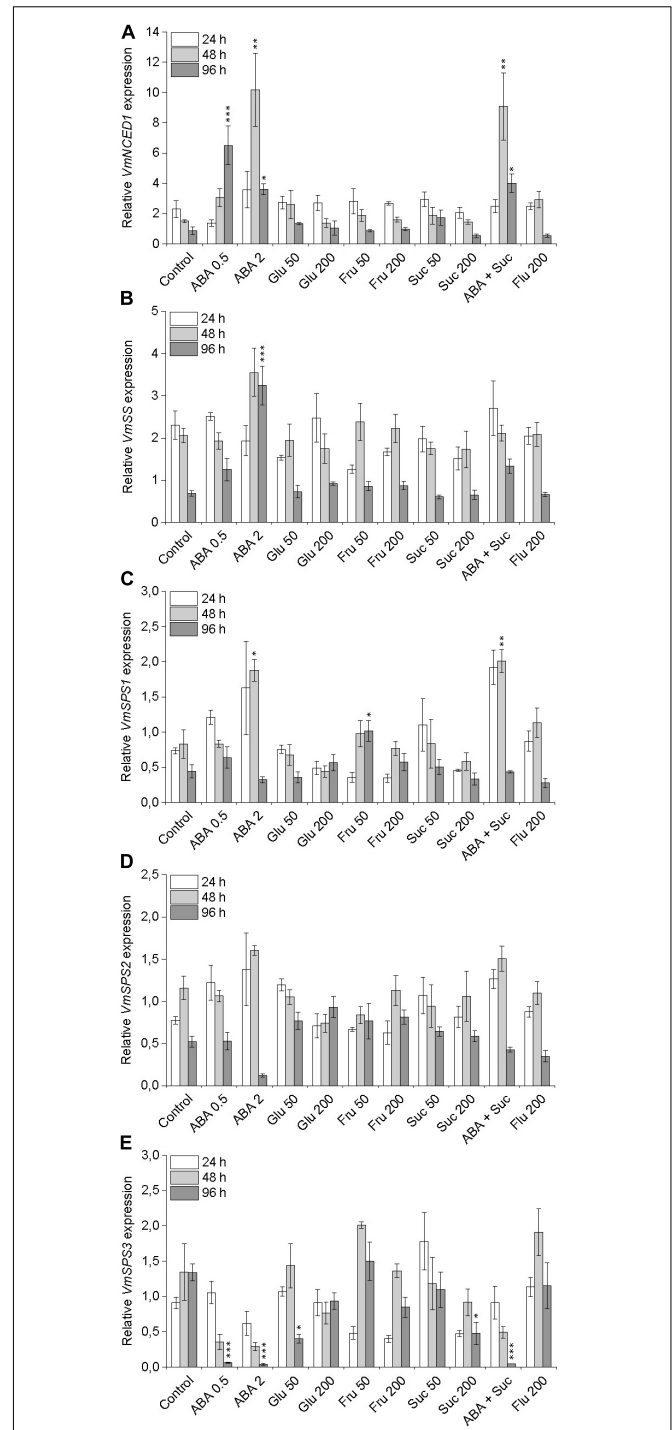 A
Relative VmNCED1 expression
14
12
10
8
6
4
2
0
24 h
48 h
96 h
***
**
*
**
*
Control
ABA 0.5
ABA 2
Glu 50
Glu 200
Fru 50
Fru 200
Suc 50
Suc 200
ABA + Suc
Flu 200
B
Relative VmSS expression
5
4
3
2
1
0
24 h
48 h
96 h
***
Control
ABA 0.5
ABA 2
Glu 50
Glu 200
Fru 50
Fru 200
Suc 50
Suc 200
ABA + Suc
Flu 200
C
Relative VmSPS1 expression
3,0
2,5
2,0
1,5
1,0
0,5
0,0
24 h
48 h
96 h
*
*
**
Control
ABA 0.5
ABA 2
Glu 50
Glu 200
Fru 50
Fru 200
Suc 50
Suc 200
ABA + Suc
Flu 200
D
Relative VmSPS2 expression
2,5
2,0
1,5
1,0
0,5
0,0
24 h
48 h
96 h
Control
ABA 0.5
ABA 2
Glu 50
Glu 200
Fru 50
Fru 200
Suc 50
Suc 200
ABA + Suc
Flu 200
E
Relative VmSPS3 expression
3,0
2,5
2,0
1,5
1,0
0,5
0,0
24 h
48 h
96 h
***
***
*
*
***
Control
ABA 0.5
ABA 2
Glu 50
Glu 200
Fru 50
Fru 200
Suc 50
Suc 200
ABA + Suc
Flu 200